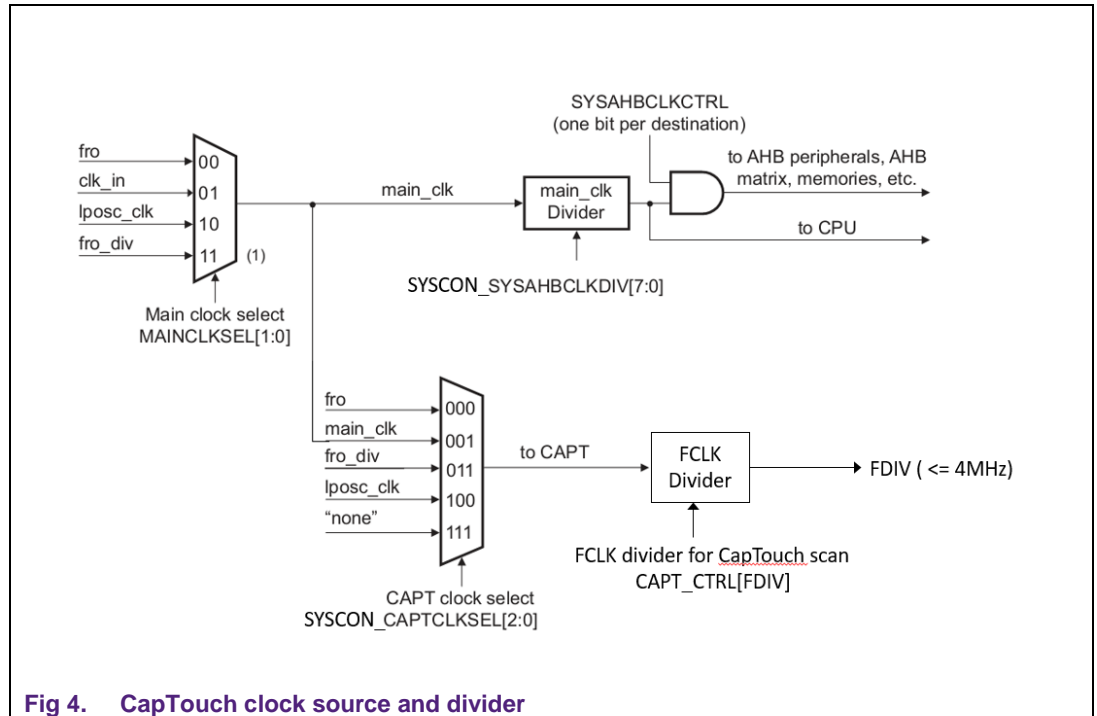 SYSAHBCLKCTRL
(one bit per destination)
fro
00
clk_in
01
lposc_clk
10
fro_div
11
(1)
main_clk
main_clk
Divider
to AHB peripherals, AHB
matrix, memories, etc.
to CPU
SYSCON_SYSAHBCLKDIV[7:0]
Main clock select
MAINCLKSEL[1:0]
fro
000
main_clk
001
fro_div
011
lposc_clk
100
“none”
111
to CAPT
FCLK
Divider
FDIV ( <= 4MHz)
FCLK divider for CapTouch scan
CAPT_CTRL[FDIV]
CAPT clock select
SYSCON_CAPTCLKSEL[2:0]
Fig 4. CapTouch clock source and divider